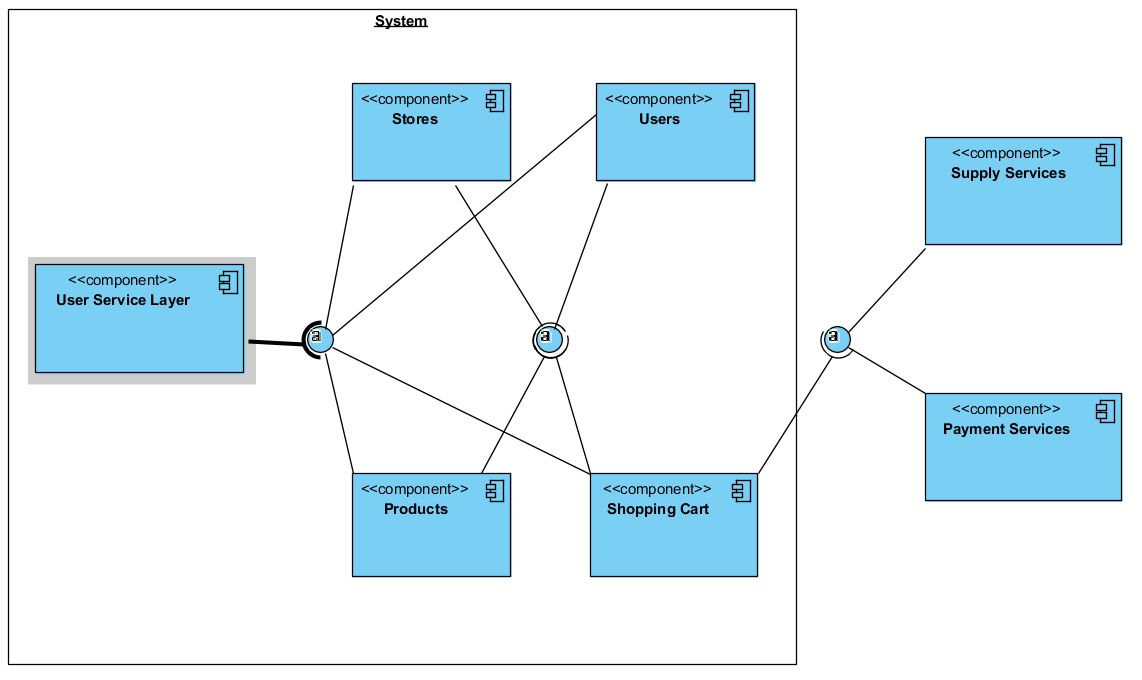 System
<<component>>
Stores
<<component>>
Users
<<component>>
Supply Services
<<component>>
User Service Layer
a
a
a
<<component>>
Payment Services
<<component>>
Products
<<component>>
Shopping Cart